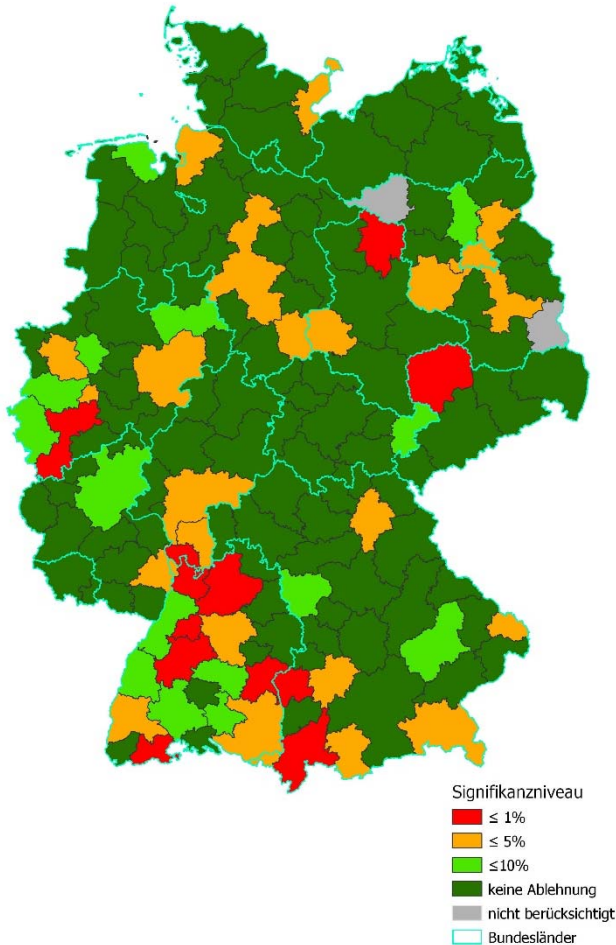 Signifikanzniveau
≤ 1%
≤ 5%
≤10%
keine Ablehnung
nicht berücksichtigt
Bundesländer